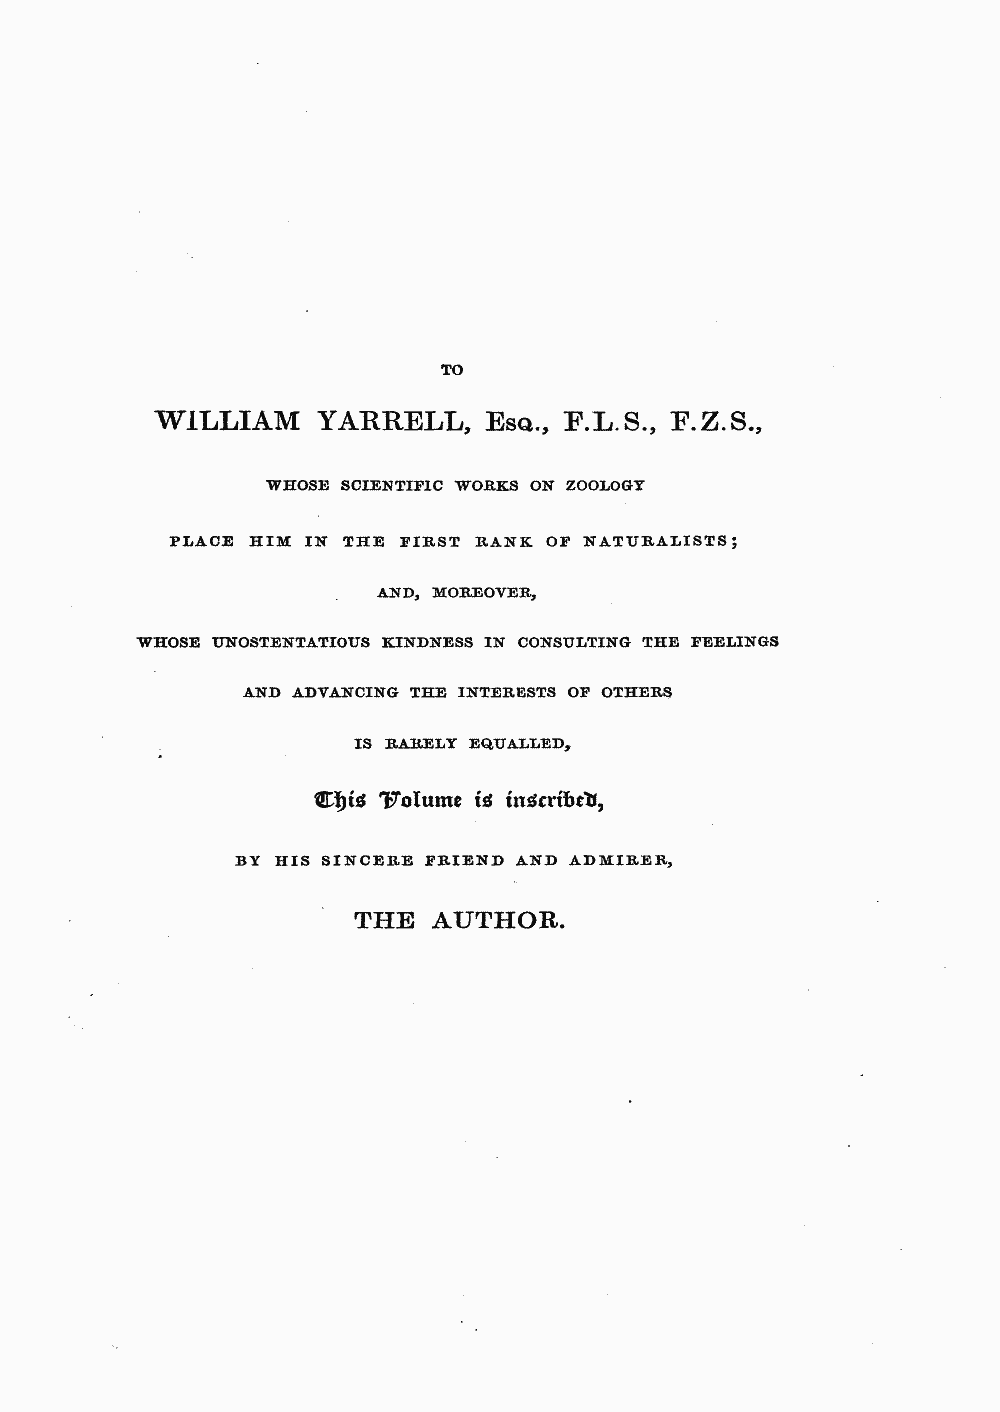 TO
WILLIAM YARRELL, Esq., F.L.S., F.Z.S.,
WHOSE SCIENTIFIC WORKS ON ZOOLOGY
PLACE HIM IN THE FIRST RANK OF NATURALISTS;
AND, MOREOVER,
WHOSE UNOSTENTATIOUS KINDNESS IN CONSULTING THE FEELINGS
AND ADVANCING THE INTERESTS OF OTHERS
IS RARELY EQUALLED,
This Volume is inscribed,
BY HIS SINCERE FRIEND AND ADMIRER,
THE AUTHOR.